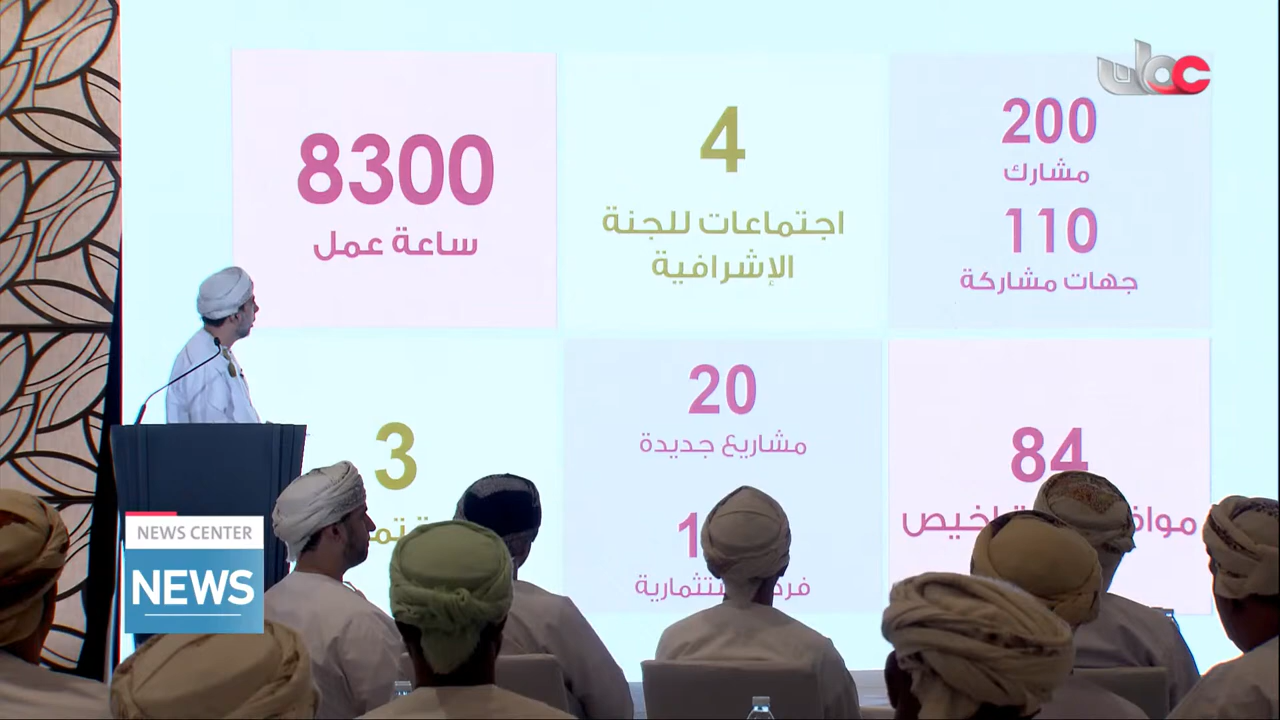 200
مشارك
110
جهات مشاركة
4
اجتماعات للجنة
الإشرافية
8300
ساعة عمل
84
20
مشاريع جديدة
3
NEWS CENTER
NEWS